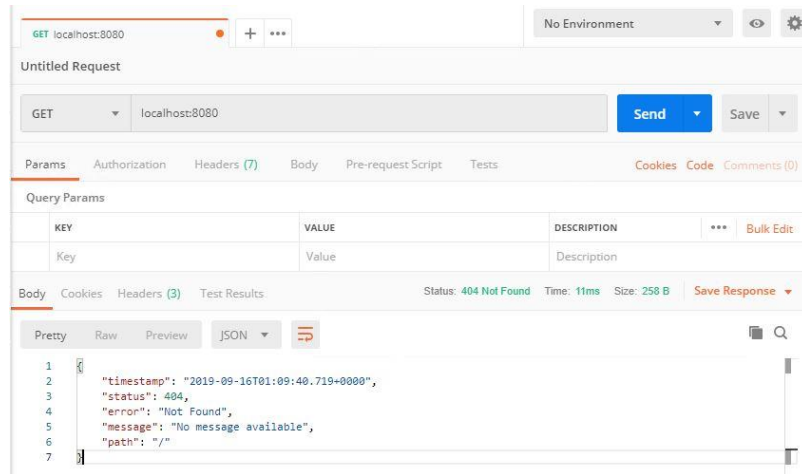 GET localhost:8080 + ••• No Environment
Untitled Request
GET localhost:8080 Send Save
Params Authorization Headers (7) Body Pre-request Script Tests Cookies Code Comments (0)
Query Params
KEY VALUE DESCRIPTION ••• Bulk Edit
Key Value Description
Body Cookies Headers (3) Test Results Status: 404 Not Found Time: 11ms Size: 258 B Save Response
Pretty Raw Preview JSON
1 {
2 "timestamp": "2019-09-16T01:09:40.719+0000",
3 "status": 404,
4 "error": "Not Found",
5 "message": "No message available",
6 "path": "/"
7 }